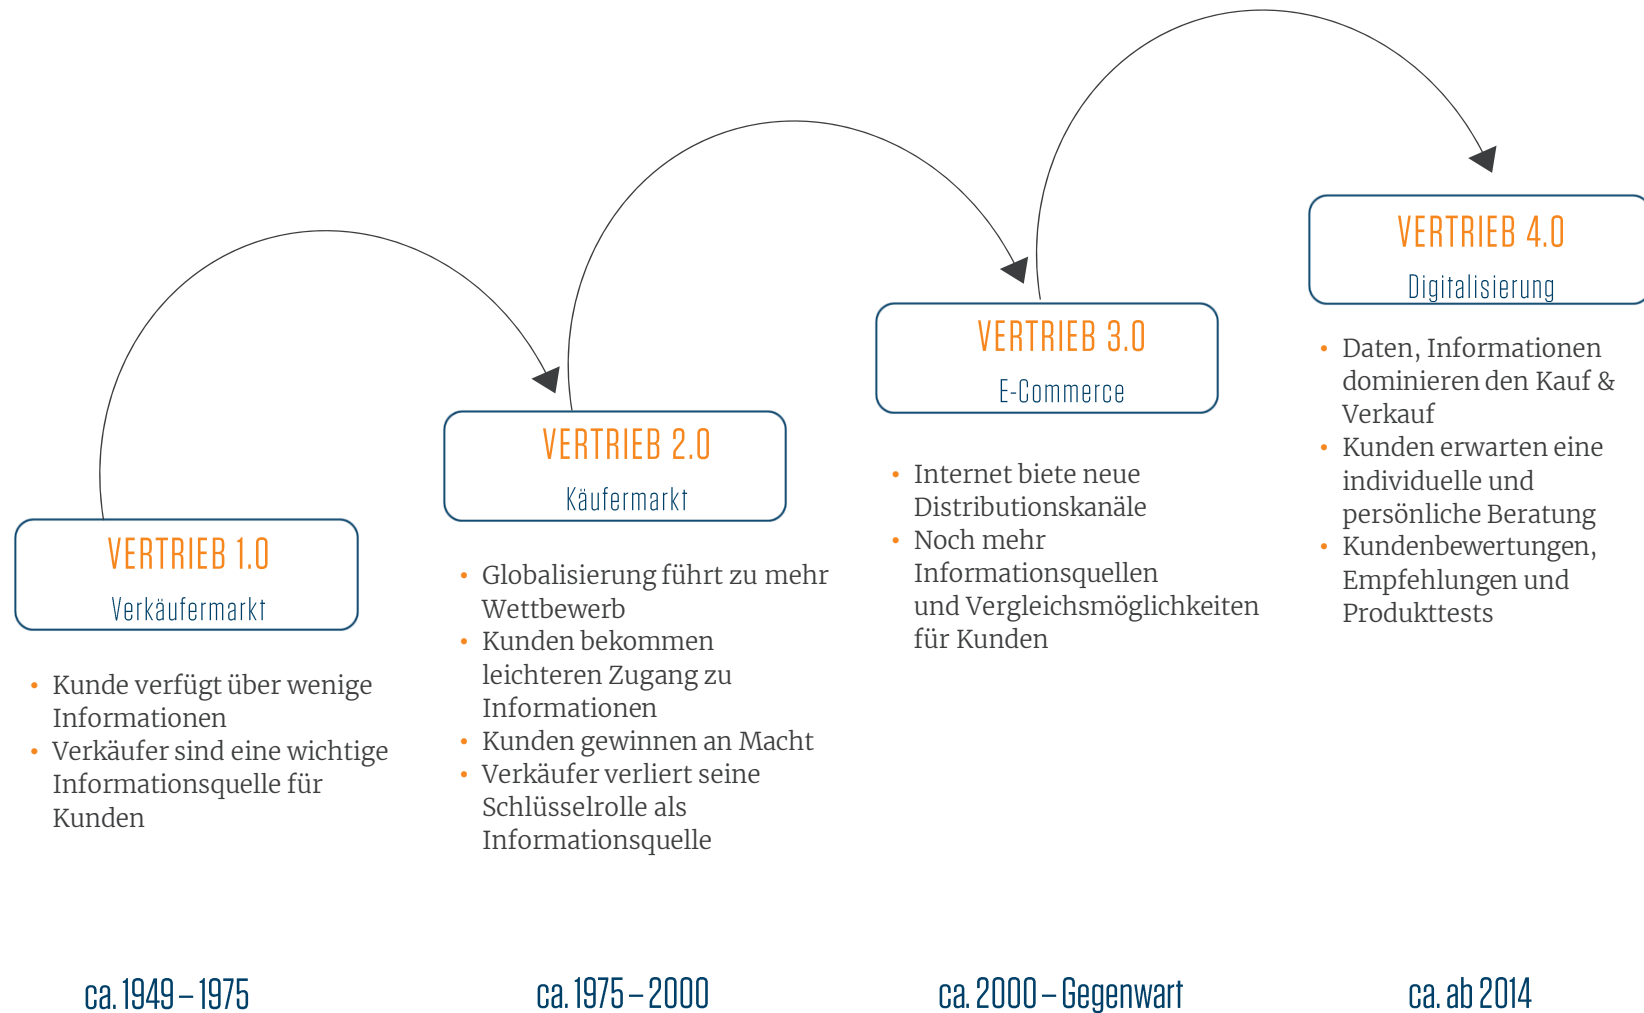 VERTRIEB 1.0
Verkäufermarkt
• Kunde verfügt über wenige
Informationen
• Verkäufer sind eine wichtige
Informationsquelle für
Kunden
ca. 1949 – 1975
VERTRIEB 2.0
Käufermarkt
• Globalisierung führt zu mehr
Wettbewerb
• Kunden bekommen
leichteren Zugang zu
Informationen
• Kunden gewinnen an Macht
• Verkäufer verliert seine
Schlüsselrolle als
Informationsquelle
ca. 1975 – 2000
VERTRIEB 3.0
E-Commerce
• Internet biete neue
Distributionskanäle
• Noch mehr
Informationsquellen
und Vergleichsmöglichkeiten
für Kunden
ca. 2000 – Gegenwart
VERTRIEB 4.0
Digitalisierung
• Daten, Informationen
dominieren den Kauf &
Verkauf
• Kunden erwarten eine
individuelle und
persönliche Beratung
• Kundenbewertungen,
Empfehlungen und
Produkttests
ca. ab 2014